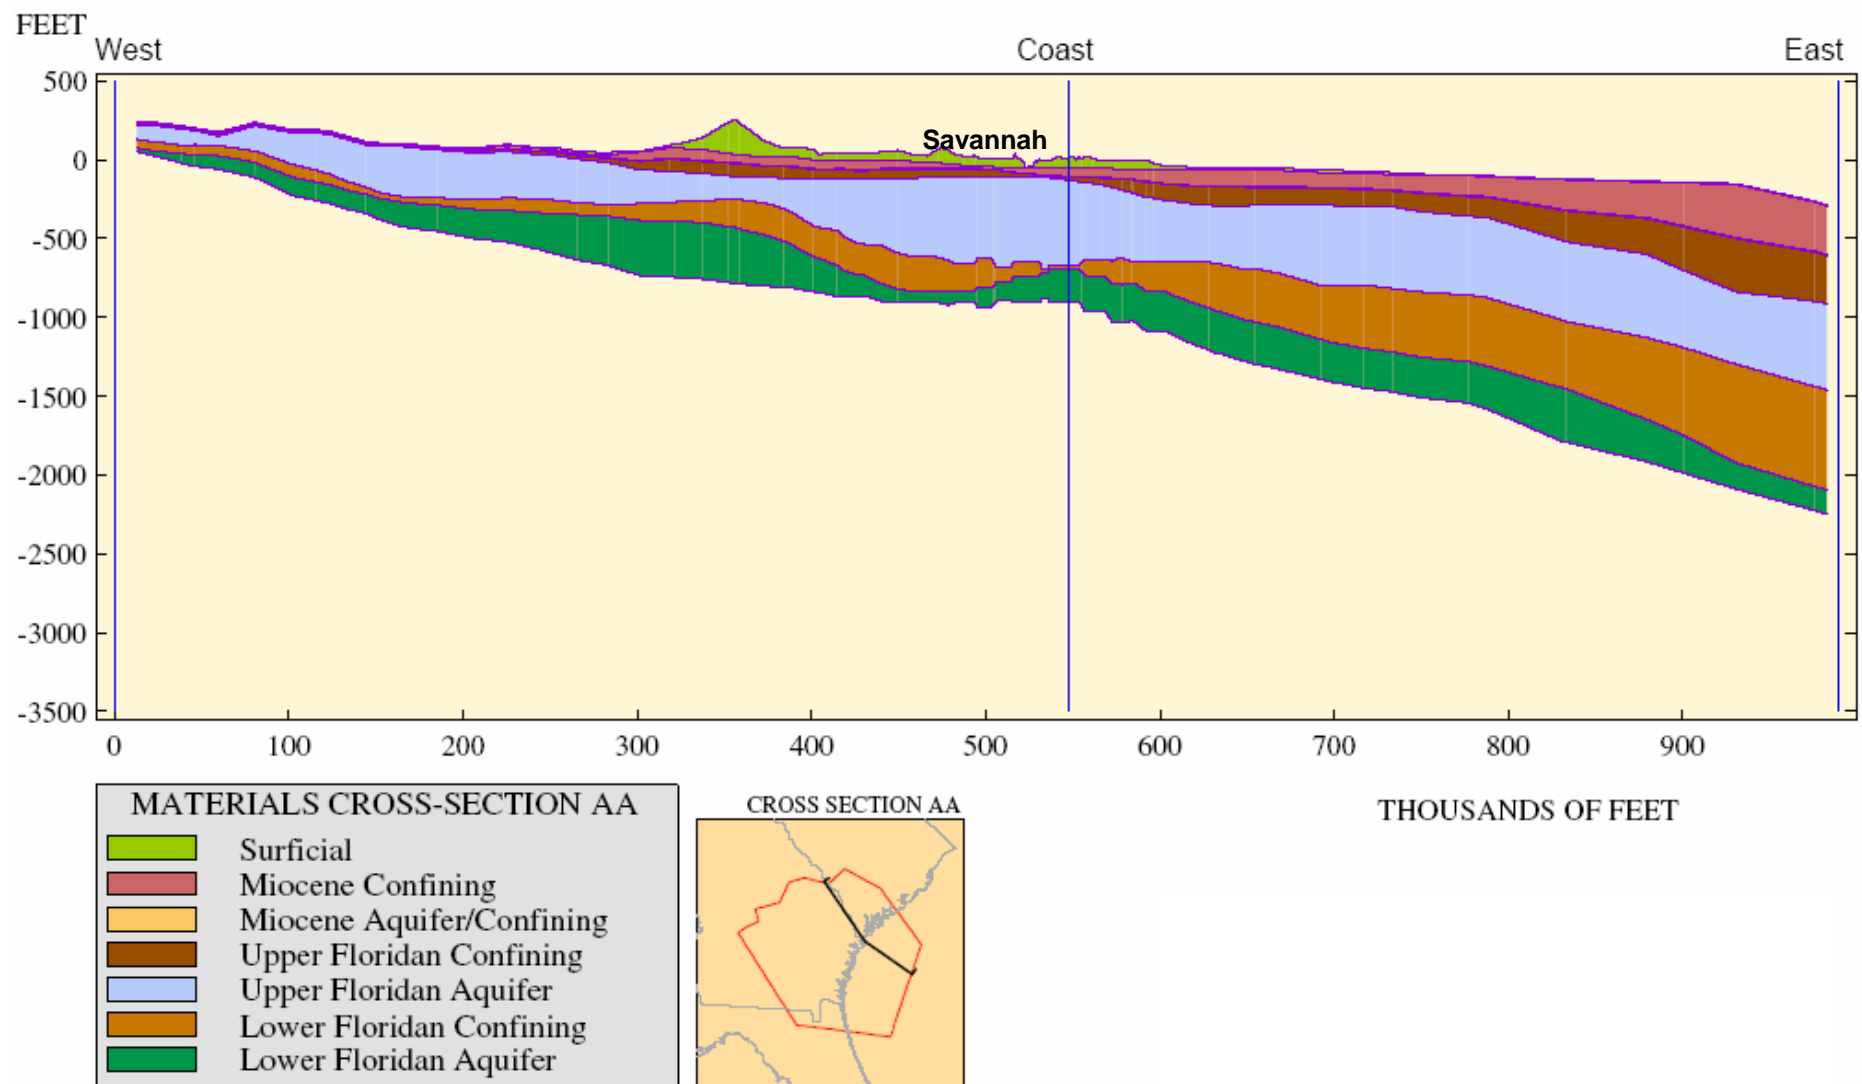 FEET
West
Coast
East
500
Savannah
0
-500
-1000
-1500
-2000
-2500
-3000
-3500
0 100 200 300 400 500 600 700 800 900
MATERIALS CROSS-SECTION AA
CROSS SECTION AA
THOUSANDS OF FEET
Surficial
Miocene Confining
Miocene Aquifer/Confining
Upper Floridan Confining
Upper Floridan Aquifer
Lower Floridan Confining
Lower Floridan Aquifer